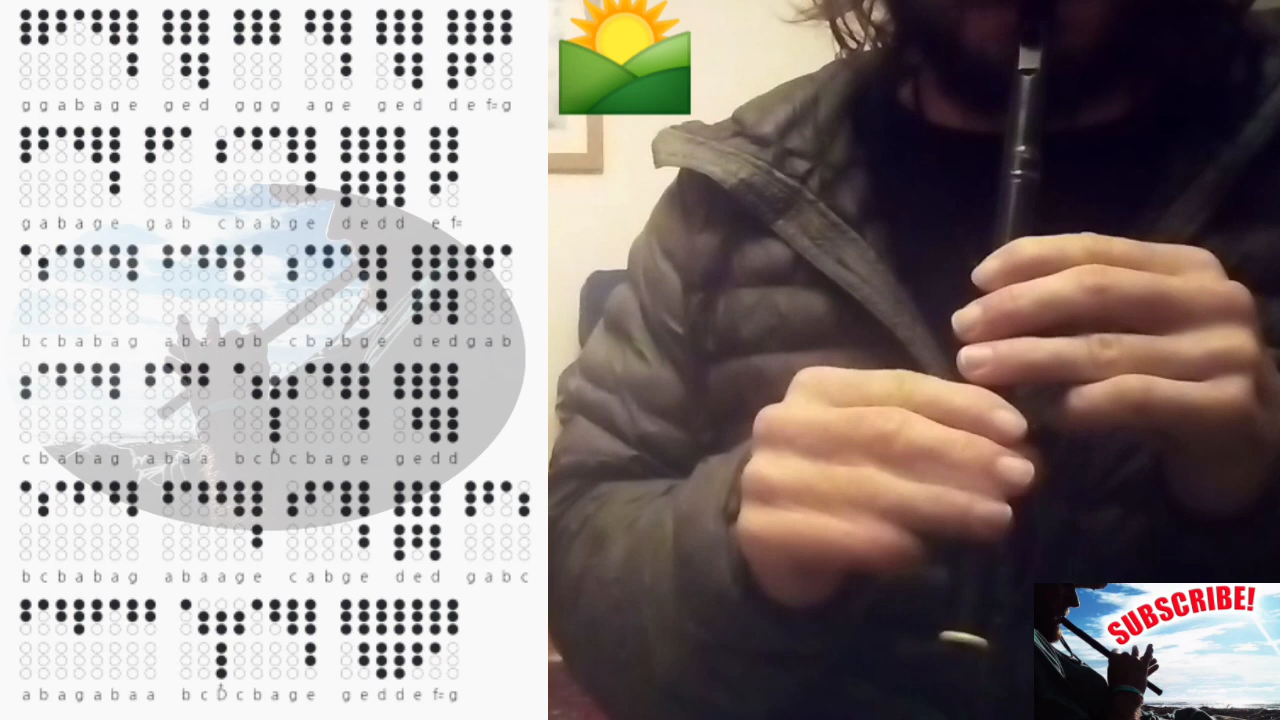 g g a b a g e g e d g g g a g e g e d d e f= g
g a b a g e g a b c b a b g e d e d d e f=
b c b a b a g a b a a g b c b a b g e d e d g a b
c b a b a g a b a a b c D c b a g e g e d d
b c b a b a g a b a a g e c a b g e d e d g a b c
a b a g a b a a b c D c b a g e g e d d e f= g
SUBSCRIBE!